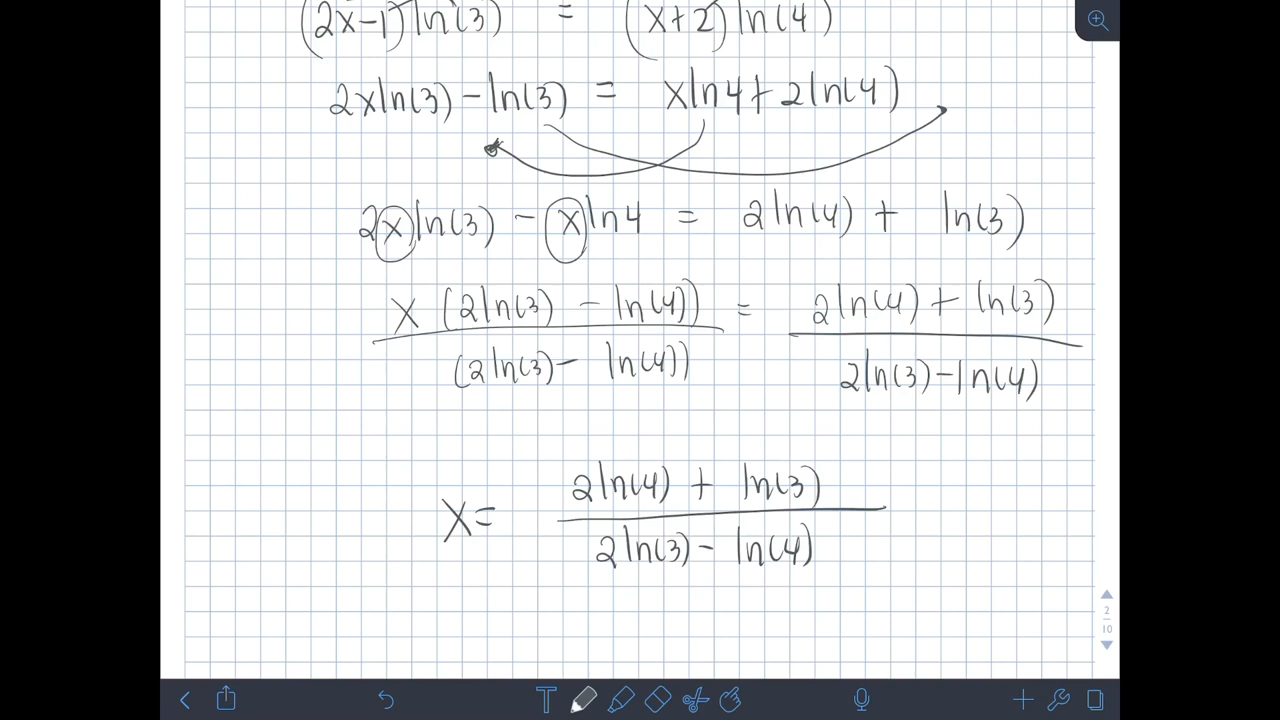 (2x-1) ln(3) = (x+2) ln(4)
2xln(3) - ln(3) = xln4 + 2ln(4)
2xln(3) - xln4 = 2ln(4) + ln(3)
x (2ln(3) - ln(4)) = 2ln(4) + ln(3)
(2ln(3) - ln(4)) 2ln(3) - ln(4)
x= 2ln(4) + ln(3)
2ln(3) - ln(4)
2
10
T